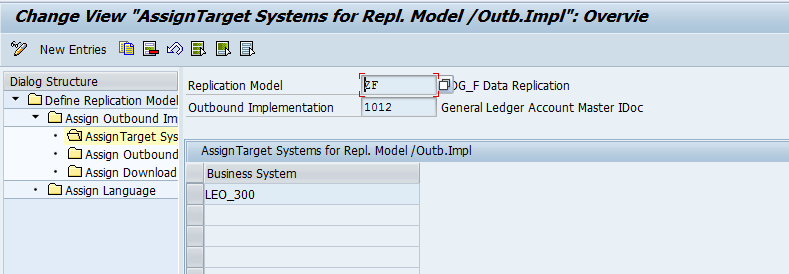 Change View "AssignTarget Systems for Repl. Model /Outb.Impl": Overvie
New Entries
Dialog Structure
Define Replication Model
Assign Outbound Im
AssignTarget Sys
Assign Outbound
Assign Download
Assign Language
Replication Model ZF OG_F Data Replication
Outbound Implementation 1012 General Ledger Account Master IDoc
AssignTarget Systems for Repl. Model /Outb.Impl
Business System
LEO_300